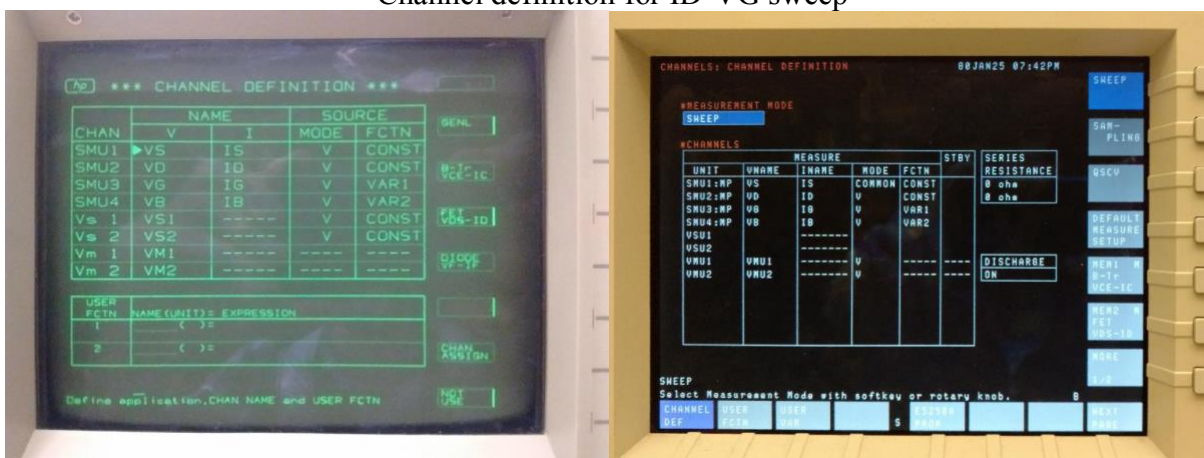 Channel definition for ID-VG sweep
hp *** CHANNEL DEFINITION ***
NAME SOURCE
CHAN V I MODE FCTN
SMU1 VS IS V CONST
SMU2 VD ID V CONST
SMU3 VG IG V VAR1
SMU4 VB IB V VAR2
Vs 1 VS1 ----- V CONST
Vs 2 VS2 ----- V CONST
Vm 1 VM1 ----- ---- -----
Vm 2 VM2 ----- ---- -----
USER
FCTN NAME(UNIT)= EXPRESSION
1 _____( )=
2 _____( )=
Define application,CHAN NAME and USER FCTN
GENL
B-Tr
VCE-IC
FET
VDS-ID
DIODE
VF-IF
CHAN
ASSIGN
NOT
USE
CHANNELS: CHANNEL DEFINITION 00JAN25 07:42PM
*MEASUREMENT MODE
SWEEP
*CHANNELS
MEASURE STBY SERIES
UNIT VNAME INAME MODE FCTN RESISTANCE
SMU1:MP VS IS COMMON CONST 0 ohm
SMU2:MP VD ID V CONST 0 ohm
SMU3:MP VG IG V VAR1
SMU4:MP VB IB V VAR2
VSU1 -------
VSU2 -------
VMU1 VMU1 ------- V ----- ---- DISCHARGE
VMU2 VMU2 ------- V ----- ---- ON
SWEEP
Select Measurement Mode with softkey or rotary knob. B
SWEEP
SAM-
PLING
QSCV
DEFAULT
MEASURE
SETUP
MEM1 M
B-Tr
VCE-IC
MEM2 M
FET
VDS-ID
MORE
1/2
CHANNEL USER USER S E5250A NEXT
DEF FCTN VAR PROP PAGE